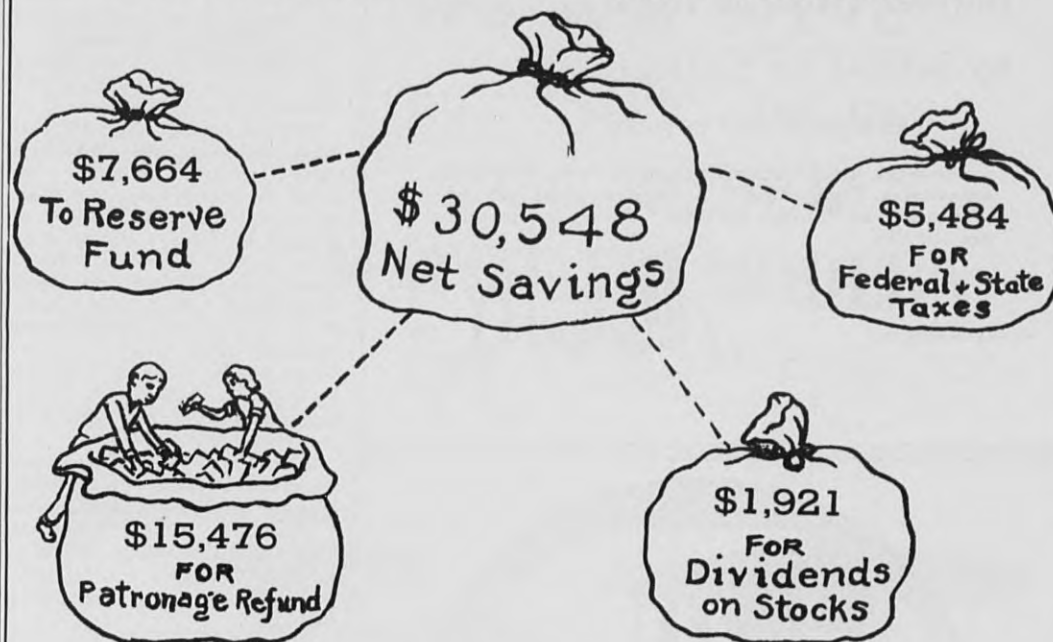 $30,548
Net Savings
$7,664
To Reserve
Fund
$5,484
FOR
Federal + State
Taxes
$15,476
FOR
Patronage Refund
$1,921
FOR
Dividends
on Stocks